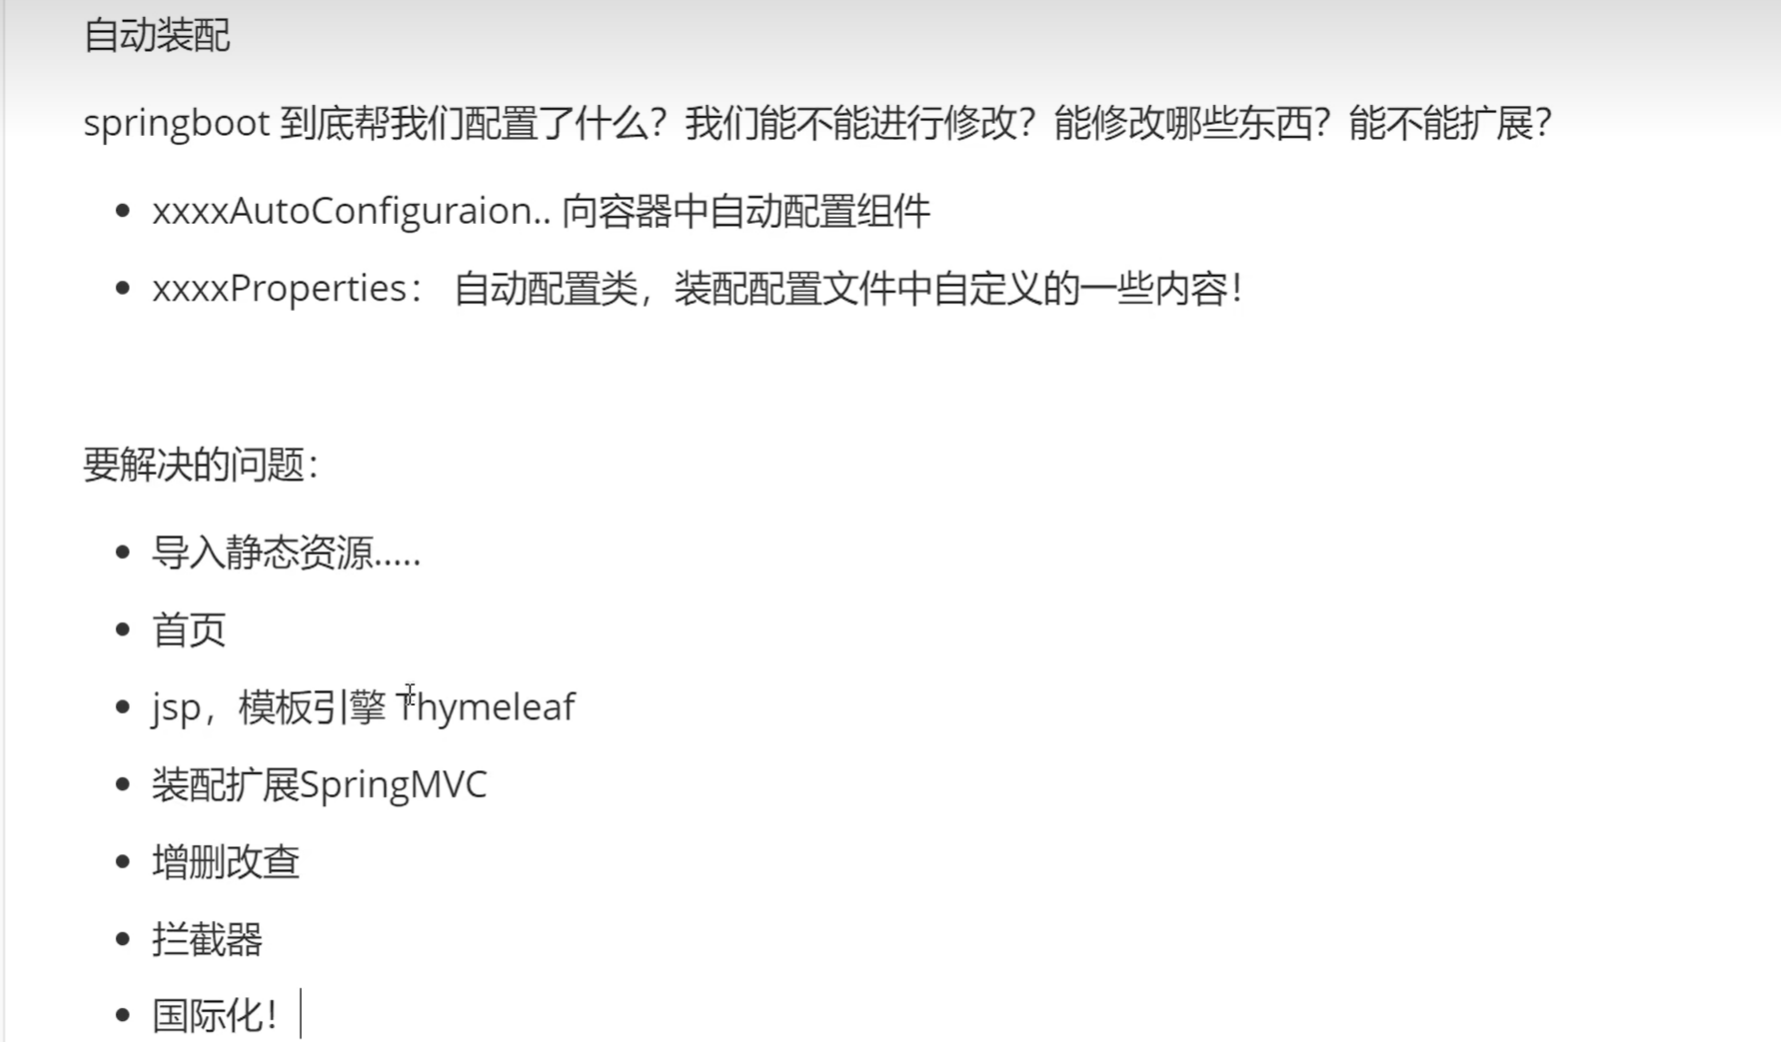 自动装配
springboot 到底帮我们配置了什么？我们能不能进行修改？能修改哪些东西？能不能扩展？
xxxxAutoConfiguraion.. 向容器中自动配置组件
xxxxProperties： 自动配置类，装配配置文件中自定义的一些内容！
要解决的问题：
导入静态资源.....
首页
jsp，模板引擎 Thymeleaf
装配扩展SpringMVC
增删改查
拦截器
国际化！